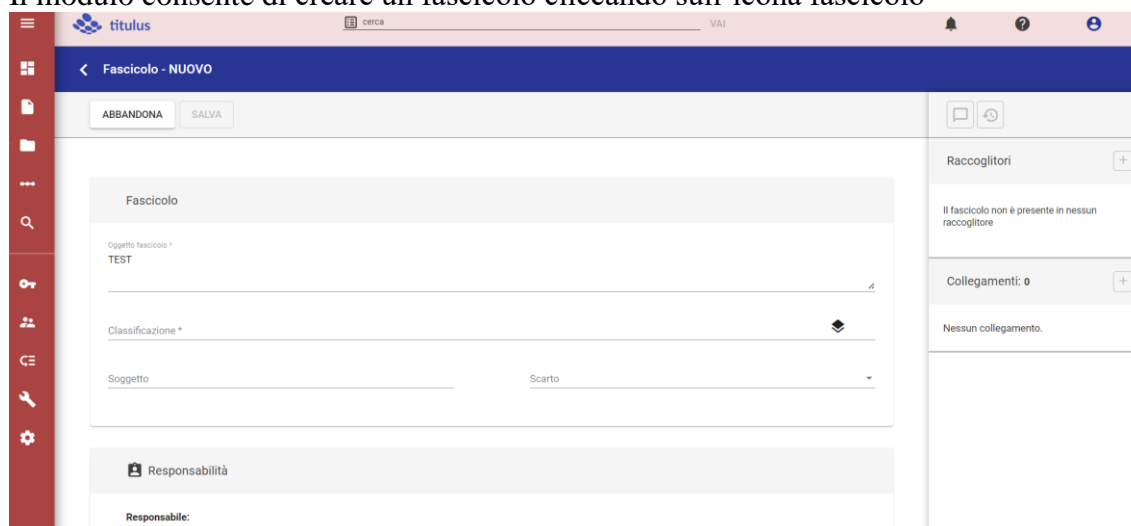 Il modulo consente di creare un fascicolo cliccando sull'icona fascicolo
titulus
cerca
VAI
Fascicolo - NUOVO
ABBANDONA
SALVA
Fascicolo
Oggetto fascicolo *
TEST
Classificazione *
Soggetto
Scarto
Responsabilità
Responsabile:
Raccoglitori
Il fascicolo non è presente in nessun
raccoglitore
Collegamenti: 0
Nessun collegamento.